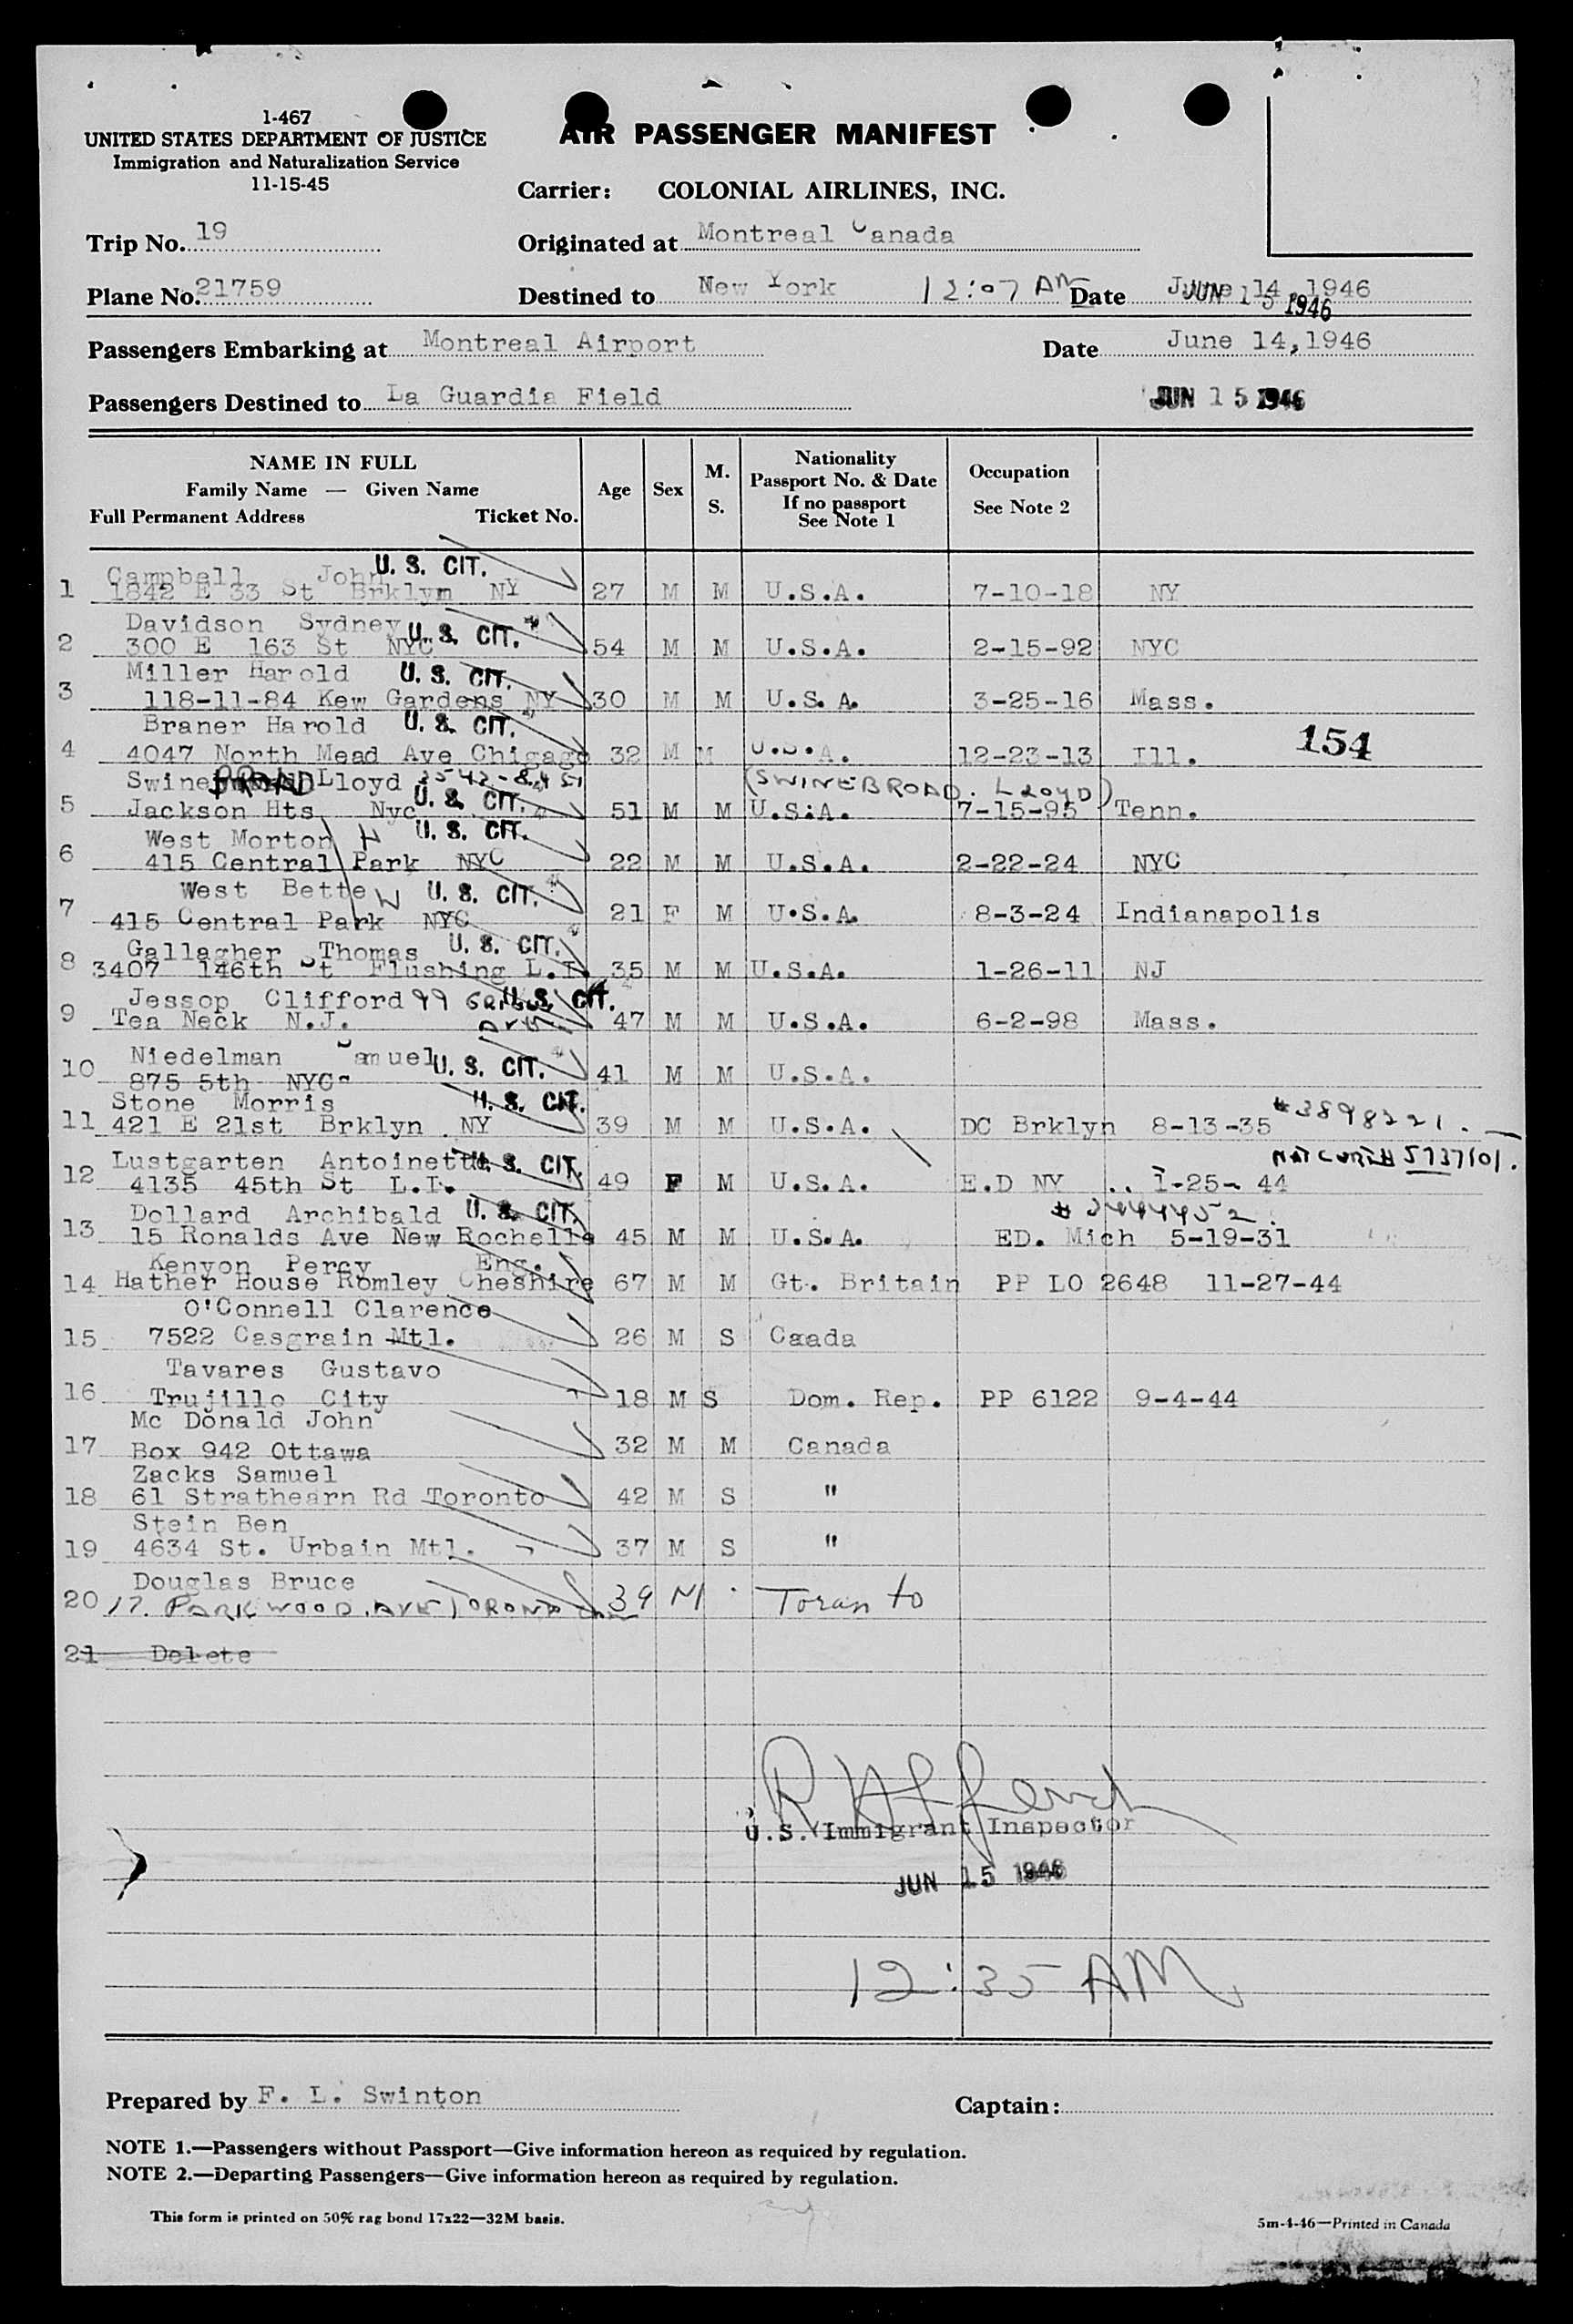 1-467
UNITED STATES DEPARTMENT OF JUSTICE
Immigration and Naturalization Service
11-15-45
AIR PASSENGER MANIFEST
Carrier: COLONIAL AIRLINES, INC.
Trip No. 19 Originated at Montreal Canada
Plane No. 21759 Destined to New York 12:07 AM Date June 14, 1946
JUN 15 1946
Passengers Embarking at Montreal Airport Date June 14,1946
Passengers Destined to La Guardia Field JUN 15 1946
NAME IN FULL
Family Name — Given Name
Full Permanent Address Ticket No.
Age Sex M. S.
Nationality
Passport No. & Date
If no passport
See Note 1
Occupation
See Note 2
Campbell John U. S. CIT.
1 1842 E 33 St Brklym NY 27 M M U.S.A. 7-10-18 NY
Davidson Sydney U. S. CIT.
2 300 E 163 St NYC 54 M M U.S.A. 2-15-92 NYC
Miller Harold U. S. CIT.
3 118-11-84 Kew Gardens NY 30 M M U.S.A. 3-25-16 Mass.
Braner Harold U. S. CIT.
4 4047 North Mead Ave Chigago 32 M M U.S.A. 12-23-13 Ill. 154
Swine BROAD Lloyd (SWINEBROAD. LLOYD)
5 Jackson Hts, Nyc U. S. CIT. 51 M M U.S.A. 7-15-95 Tenn.
West Morton H U. S. CIT.
6 415 Central Park NYC 22 M M U.S.A. 2-22-24 NYC
West Bette W U. S. CIT.
7 415 Central Park NYC 21 F M U.S.A. 8-3-24 Indianapolis
Gallagher Thomas U. S. CIT.
8 3407 146th St Flushing L.I. 35 M M U.S.A. 1-26-11 NJ
Jessop Clifford 99 U. S. CIT.
9 Tea Neck N.J. 47 M M U.S.A. 6-2-98 Mass.
Niedelman Samuel U. S. CIT.
10 875 5th NYC 41 M M U.S.A.
Stone Morris U. S. CIT.
11 421 E 21st Brklyn NY 39 M M U.S.A. DC Brklyn 8-13-35 #3898221.
Lustgarten Antoinette U. S. CIT. NAT CERT# 5737101.
12 4135 45th St L.I. 49 F M U.S.A. E.D NY 1-25- 44
Dollard Archibald U. S. CIT.
13 15 Ronalds Ave New Rochelle 45 M M U.S.A. ED. Mich 5-19-31
Kenyon Percy Eng.
14 Hather House Romley Cheshire 67 M M Gt. Britain PP LO 2648 11-27-44
O'Connell Clarence
15 7522 Casgrain Mtl. 26 M S Caada
Tavares Gustavo
16 Trujillo City 18 M S Dom. Rep. PP 6122 9-4-44
Mc Donald John
17 Box 942 Ottawa 32 M M Canada
Zacks Samuel
18 61 Strathearn Rd Toronto 42 M S "
Stein Ben
19 4634 St. Urbain Mtl. 37 M S "
Douglas Bruce
20 17. PARKWOOD. AVE TORONTO 39 M Toranto
21 Delete
U.S. Immigrant Inspector
JUN 15 1946
12:35 AM
Prepared by F. L. Swinton Captain:
NOTE 1.—Passengers without Passport—Give information hereon as required by regulation.
NOTE 2.—Departing Passengers—Give information hereon as required by regulation.
This form is printed on 50% rag bond 17x22—32M basis. 5m-4-46—Printed in Canada